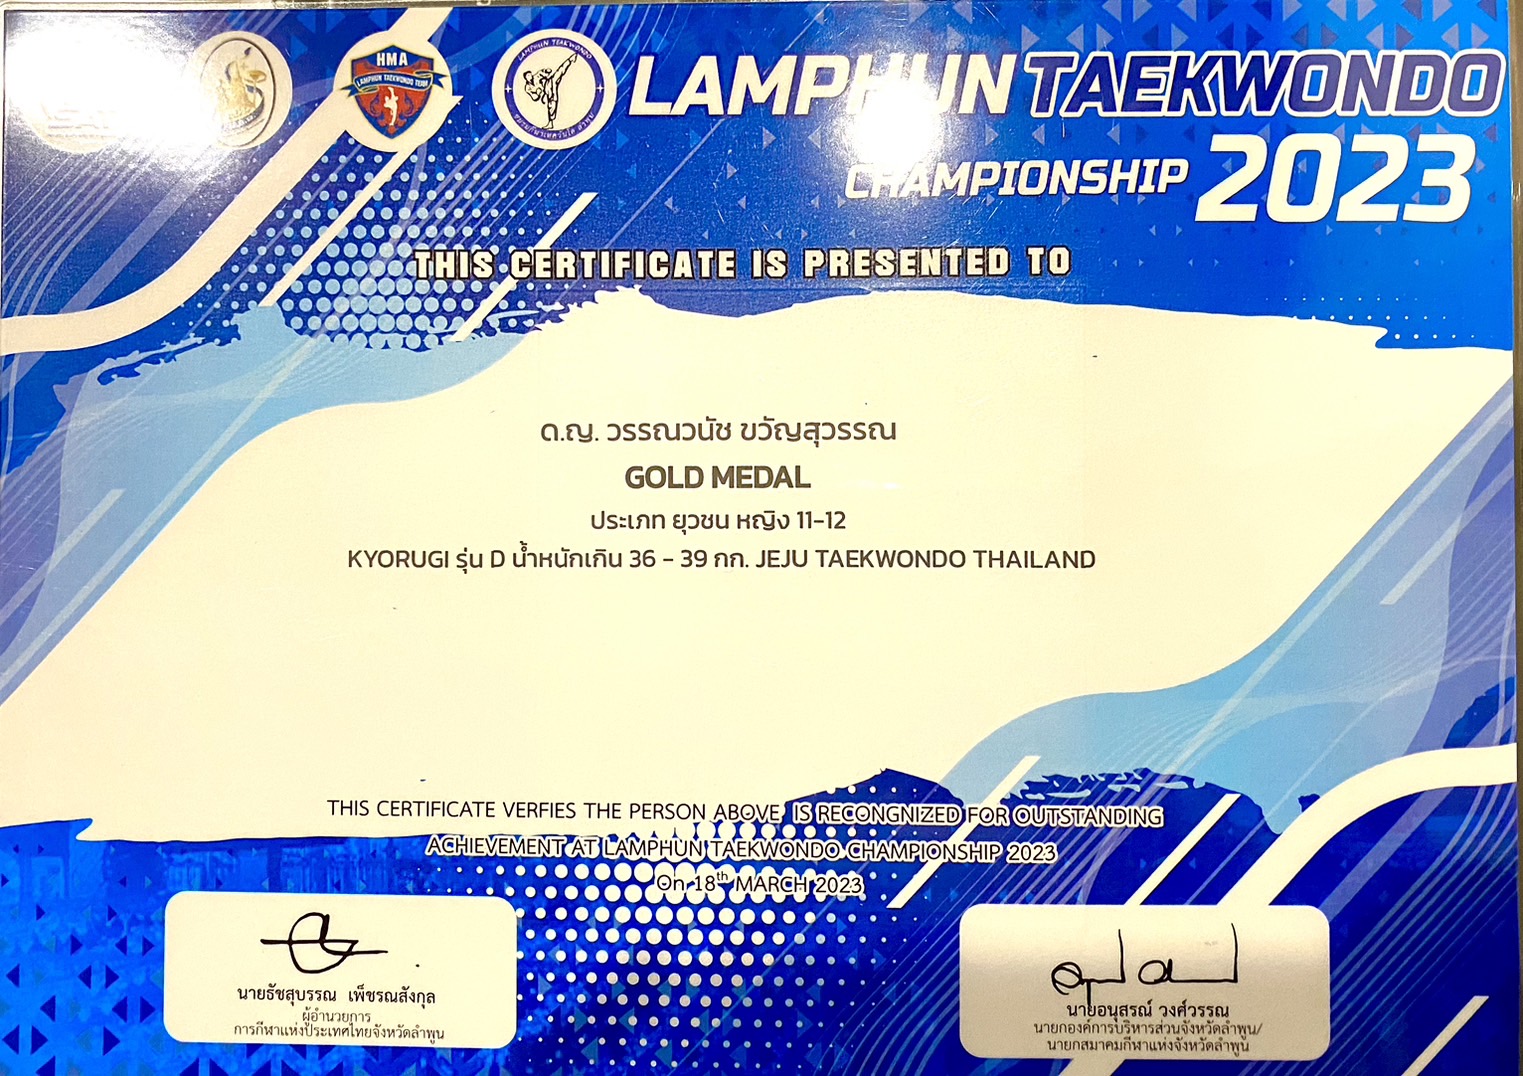 HMA
LAMPHUN TAEKWONDO TEAM
LAMPHUN TAEKWONDO
LAMPHUN TAEKWONDO
CHAMPIONSHIP 2023
THIS CERTIFICATE IS PRESENTED TO
ด.ญ. วรรณวนัช ขวัญสุวรรณ
GOLD MEDAL
ประเภท ยุวชน หญิง 11-12
KYORUGI รุ่น D น้ำหนักเกิน 36 - 39 กก. JEJU TAEKWONDO THAILAND
THIS CERTIFICATE VERFIES THE PERSON ABOVE IS RECONGNIZED FOR OUTSTANDING
ACHIEVEMENT AT LAMPHUN TAEKWONDO CHAMPIONSHIP 2023
On 18th MARCH 2023
นายธัชสุบรรณ เพ็ชรณสังกุล
ผู้อำนวยการ
การกีฬาแห่งประเทศไทยจังหวัดลำพูน
นายอนุสรณ์ วงศ์วรรณ
นายกองค์การบริหารส่วนจังหวัดลำพูน/
นายกสมาคมกีฬาแห่งจังหวัดลำพูน